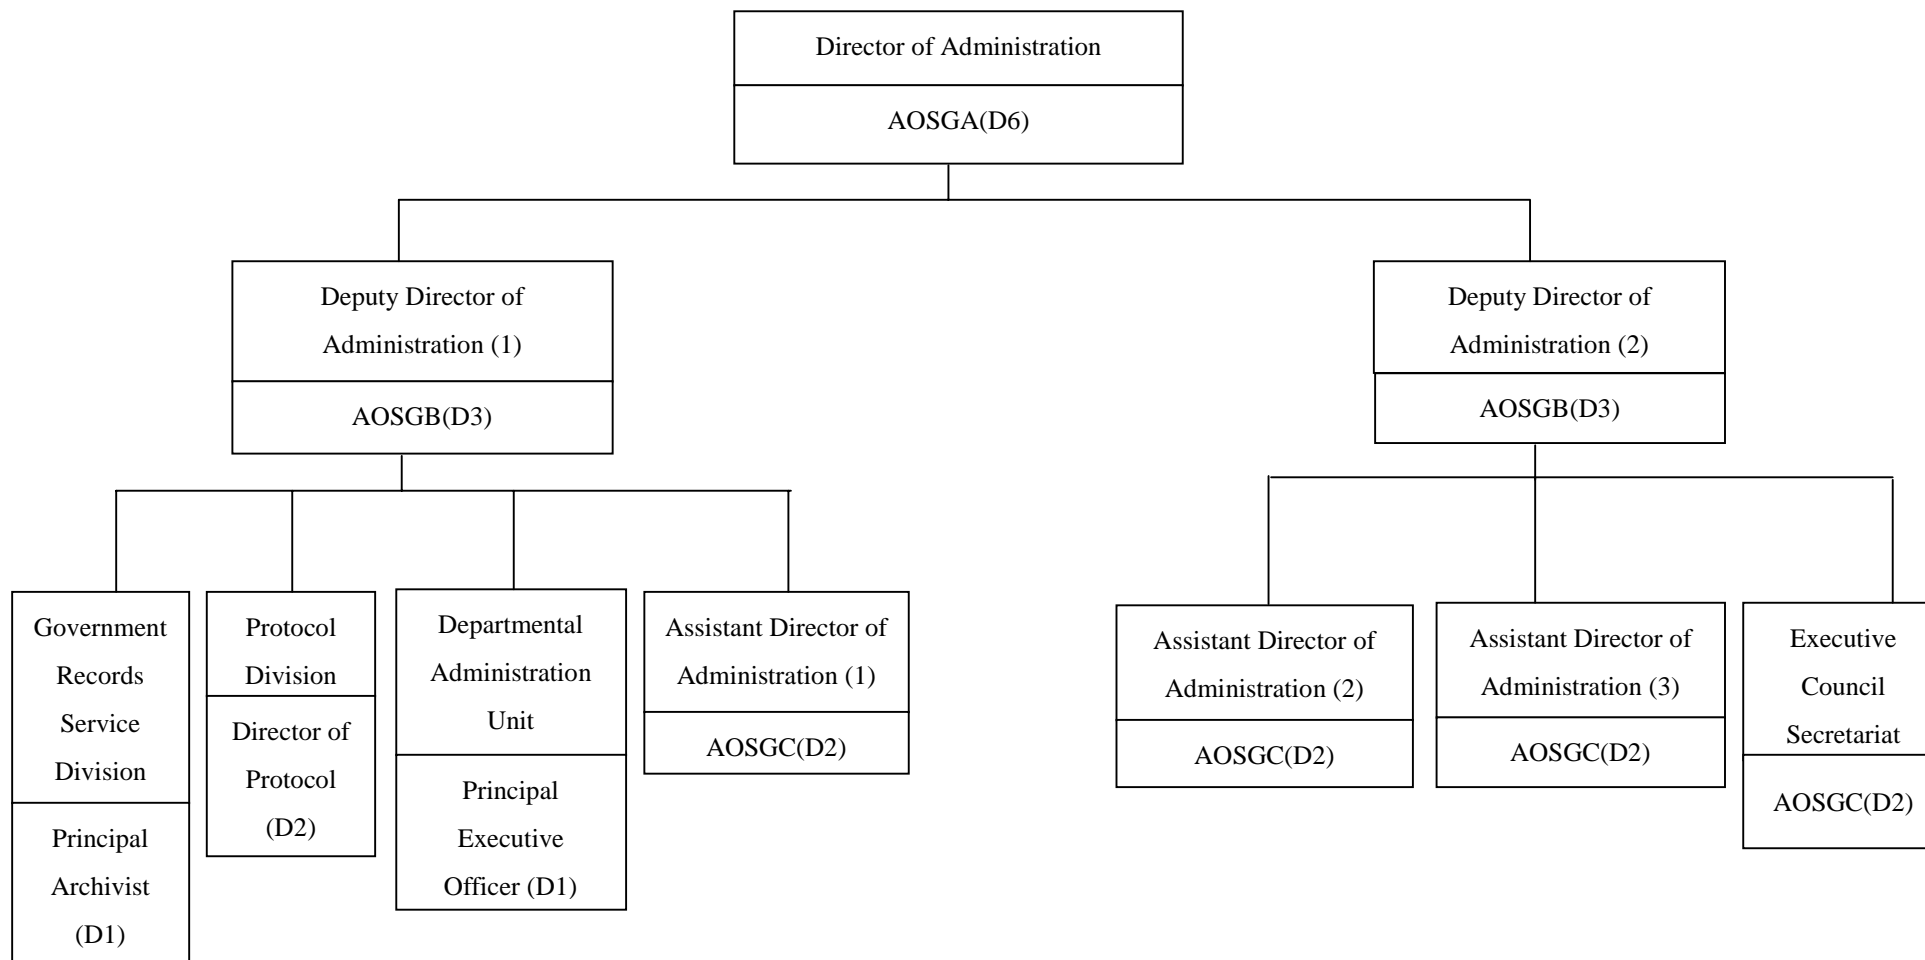 Director of Administration
AOSGA(D6)
Deputy Director of
Administration (1)
AOSGB(D3)
Deputy Director of
Administration (2)
AOSGB(D3)
Government
Records
Service
Division
Principal
Archivist
(D1)
Protocol
Division
Director of
Protocol
(D2)
Departmental
Administration
Unit
Principal
Executive
Officer (D1)
Assistant Director of
Administration (1)
AOSGC(D2)
Assistant Director of
Administration (2)
AOSGC(D2)
Assistant Director of
Administration (3)
AOSGC(D2)
Executive
Council
Secretariat
AOSGC(D2)